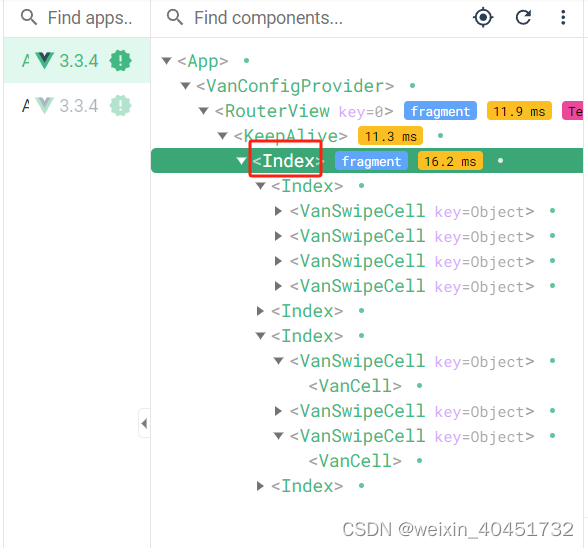 Find apps..
Find components...
3.3.4
3.3.4
<App>
<VanConfigProvider>
<RouterView key=0> fragment 11.9 ms Te
<KeepAlive> 11.3 ms
<Index> fragment 16.2 ms
<Index>
<VanSwipeCell key=Object>
<VanSwipeCell key=Object>
<VanSwipeCell key=Object>
<VanSwipeCell key=Object>
<Index>
<Index>
<VanSwipeCell key=Object>
<VanCell>
<VanSwipeCell key=Object>
<VanSwipeCell key=Object>
<VanCell>
<Index>
CSDN @weixin_40451732